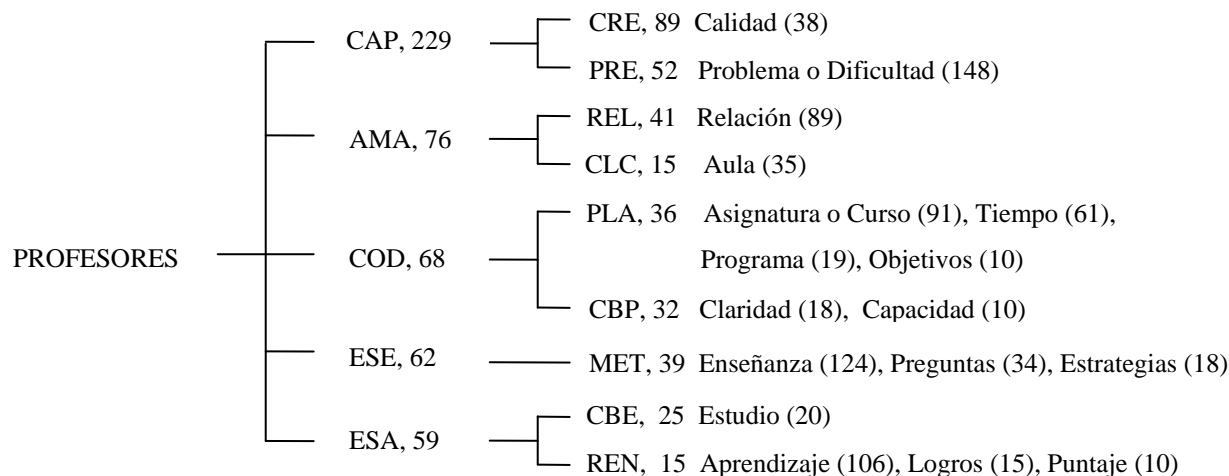 CRE, 89 Calidad (38)
CAP, 229
PRE, 52 Problema o Dificultad (148)
REL, 41 Relación (89)
AMA, 76
CLC, 15 Aula (35)
PLA, 36 Asignatura o Curso (91), Tiempo (61),
PROFESORES
COD, 68
Programa (19), Objetivos (10)
CBP, 32 Claridad (18), Capacidad (10)
ESE, 62
MET, 39 Enseñanza (124), Preguntas (34), Estrategias (18)
CBE, 25 Estudio (20)
ESA, 59
REN, 15 Aprendizaje (106), Logros (15), Puntaje (10)